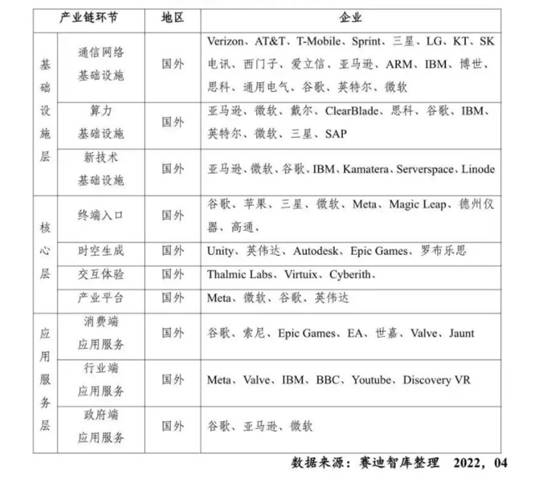 产业链环节 地区 企业
基础设施层
通信网络
基础设施
国外
Verizon、AT&T、T-Mobile、Sprint、三星、LG、KT、SK
电讯、西门子、爱立信、亚马逊、ARM、IBM、博世、
思科、通用电气、谷歌、英特尔、微软
算力
基础设施
国外
亚马逊、微软、戴尔、ClearBlade、思科、谷歌、IBM、
英特尔、微软、三星、SAP
新技术
基础设施
国外
亚马逊、微软、谷歌、IBM、Kamatera、Serverspace、Linode
核心层
终端入口
国外
谷歌、苹果、三星、微软、Meta、Magic Leap、德州仪
器、高通、
时空生成 国外 Unity、英伟达、Autodesk、Epic Games、罗布乐思
交互体验 国外 Thalmic Labs、Virtuix、Cyberith、
产业平台 国外 Meta、微软、谷歌、英伟达
应用服务层
消费端
应用服务
国外
谷歌、索尼、Epic Games、EA、世嘉、Valve、Jaunt
行业端
应用服务
国外
Meta、Valve、IBM、BBC、Youtube、Discovery VR
政府端
应用服务
国外
谷歌、亚马逊、微软
数据来源：赛迪智库整理 2022，04